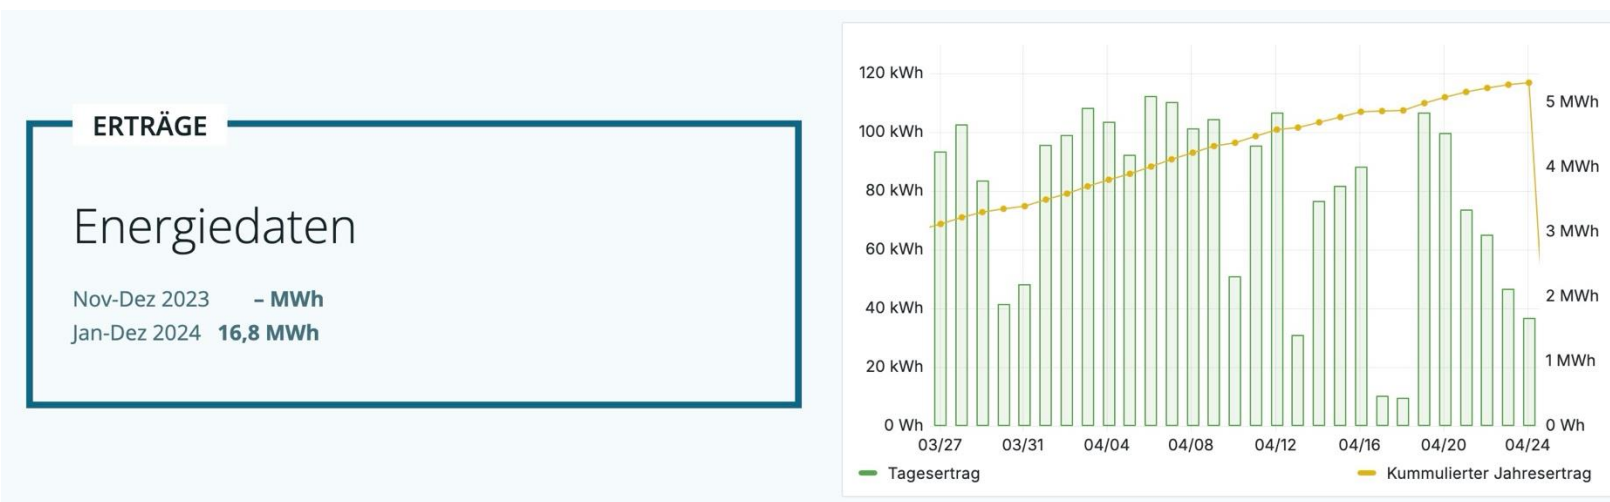 ERTRÄGE
Energiedaten
Nov-Dez 2023 – MWh
Jan-Dez 2024 16,8 MWh
120 kWh
100 kWh
80 kWh
60 kWh
40 kWh
20 kWh
0 Wh
5 MWh
4 MWh
3 MWh
2 MWh
1 MWh
0 Wh
03/27 03/31 04/04 04/08 04/12 04/16 04/20 04/24
Tagesertrag Kummulierter Jahresertrag